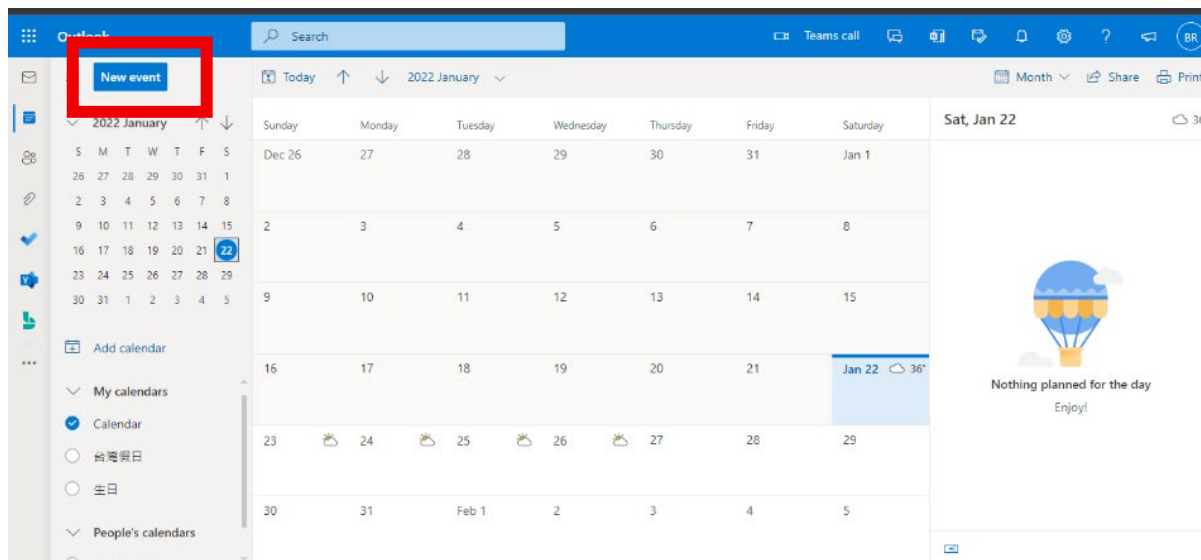 Outlook
Search
Teams call
BR
New event
Today
2022 January
Month
Share
Print
2022 January
S M T W T F S
26 27 28 29 30 31 1
2 3 4 5 6 7 8
9 10 11 12 13 14 15
16 17 18 19 20 21 22
23 24 25 26 27 28 29
30 31 1 2 3 4 5
Add calendar
My calendars
Calendar
台灣假日
生日
People's calendars
Sunday Monday Tuesday Wednesday Thursday Friday Saturday
Dec 26 27 28 29 30 31 Jan 1
2 3 4 5 6 7 8
9 10 11 12 13 14 15
16 17 18 19 20 21 Jan 22 36°
23 24 25 26 27 28 29
30 31 Feb 1 2 3 4 5
Sat, Jan 22
Nothing planned for the day
Enjoy!